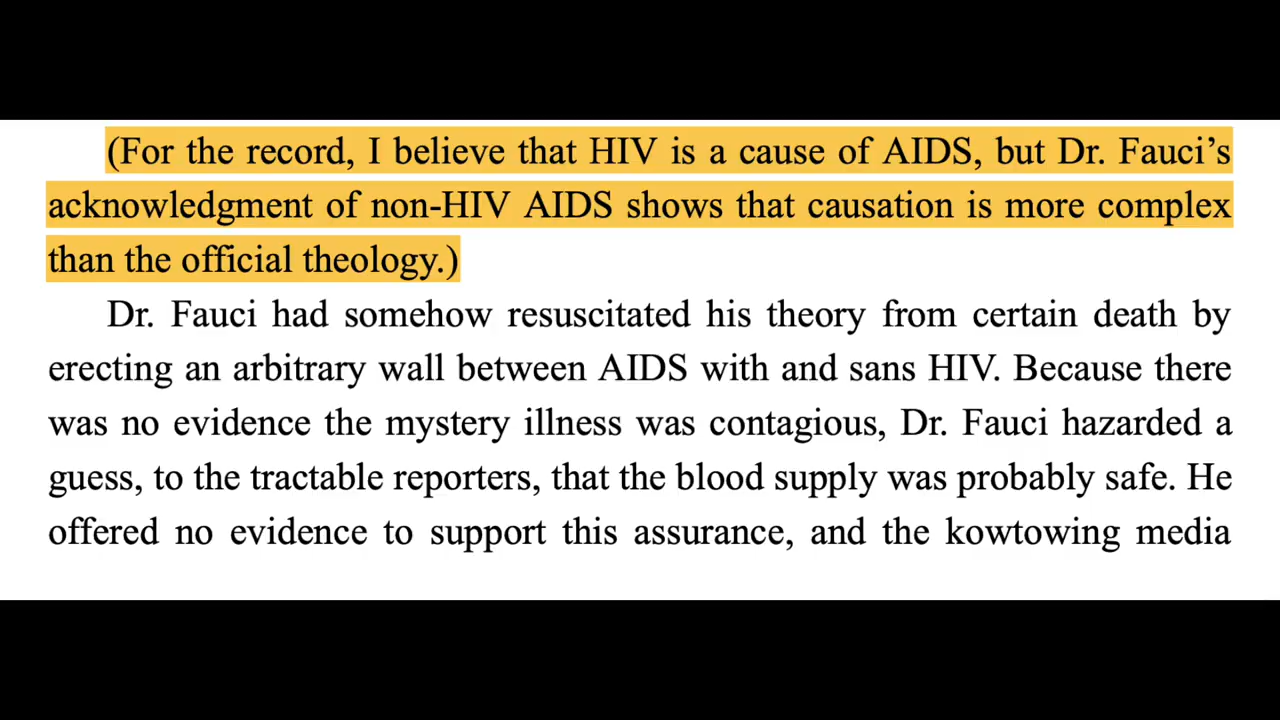 (For the record, I believe that HIV is a cause of AIDS, but Dr. Fauci’s
acknowledgment of non-HIV AIDS shows that causation is more complex
than the official theology.)
Dr. Fauci had somehow resuscitated his theory from certain death by
erecting an arbitrary wall between AIDS with and sans HIV. Because there
was no evidence the mystery illness was contagious, Dr. Fauci hazarded a
guess, to the tractable reporters, that the blood supply was probably safe. He
offered no evidence to support this assurance, and the kowtowing media